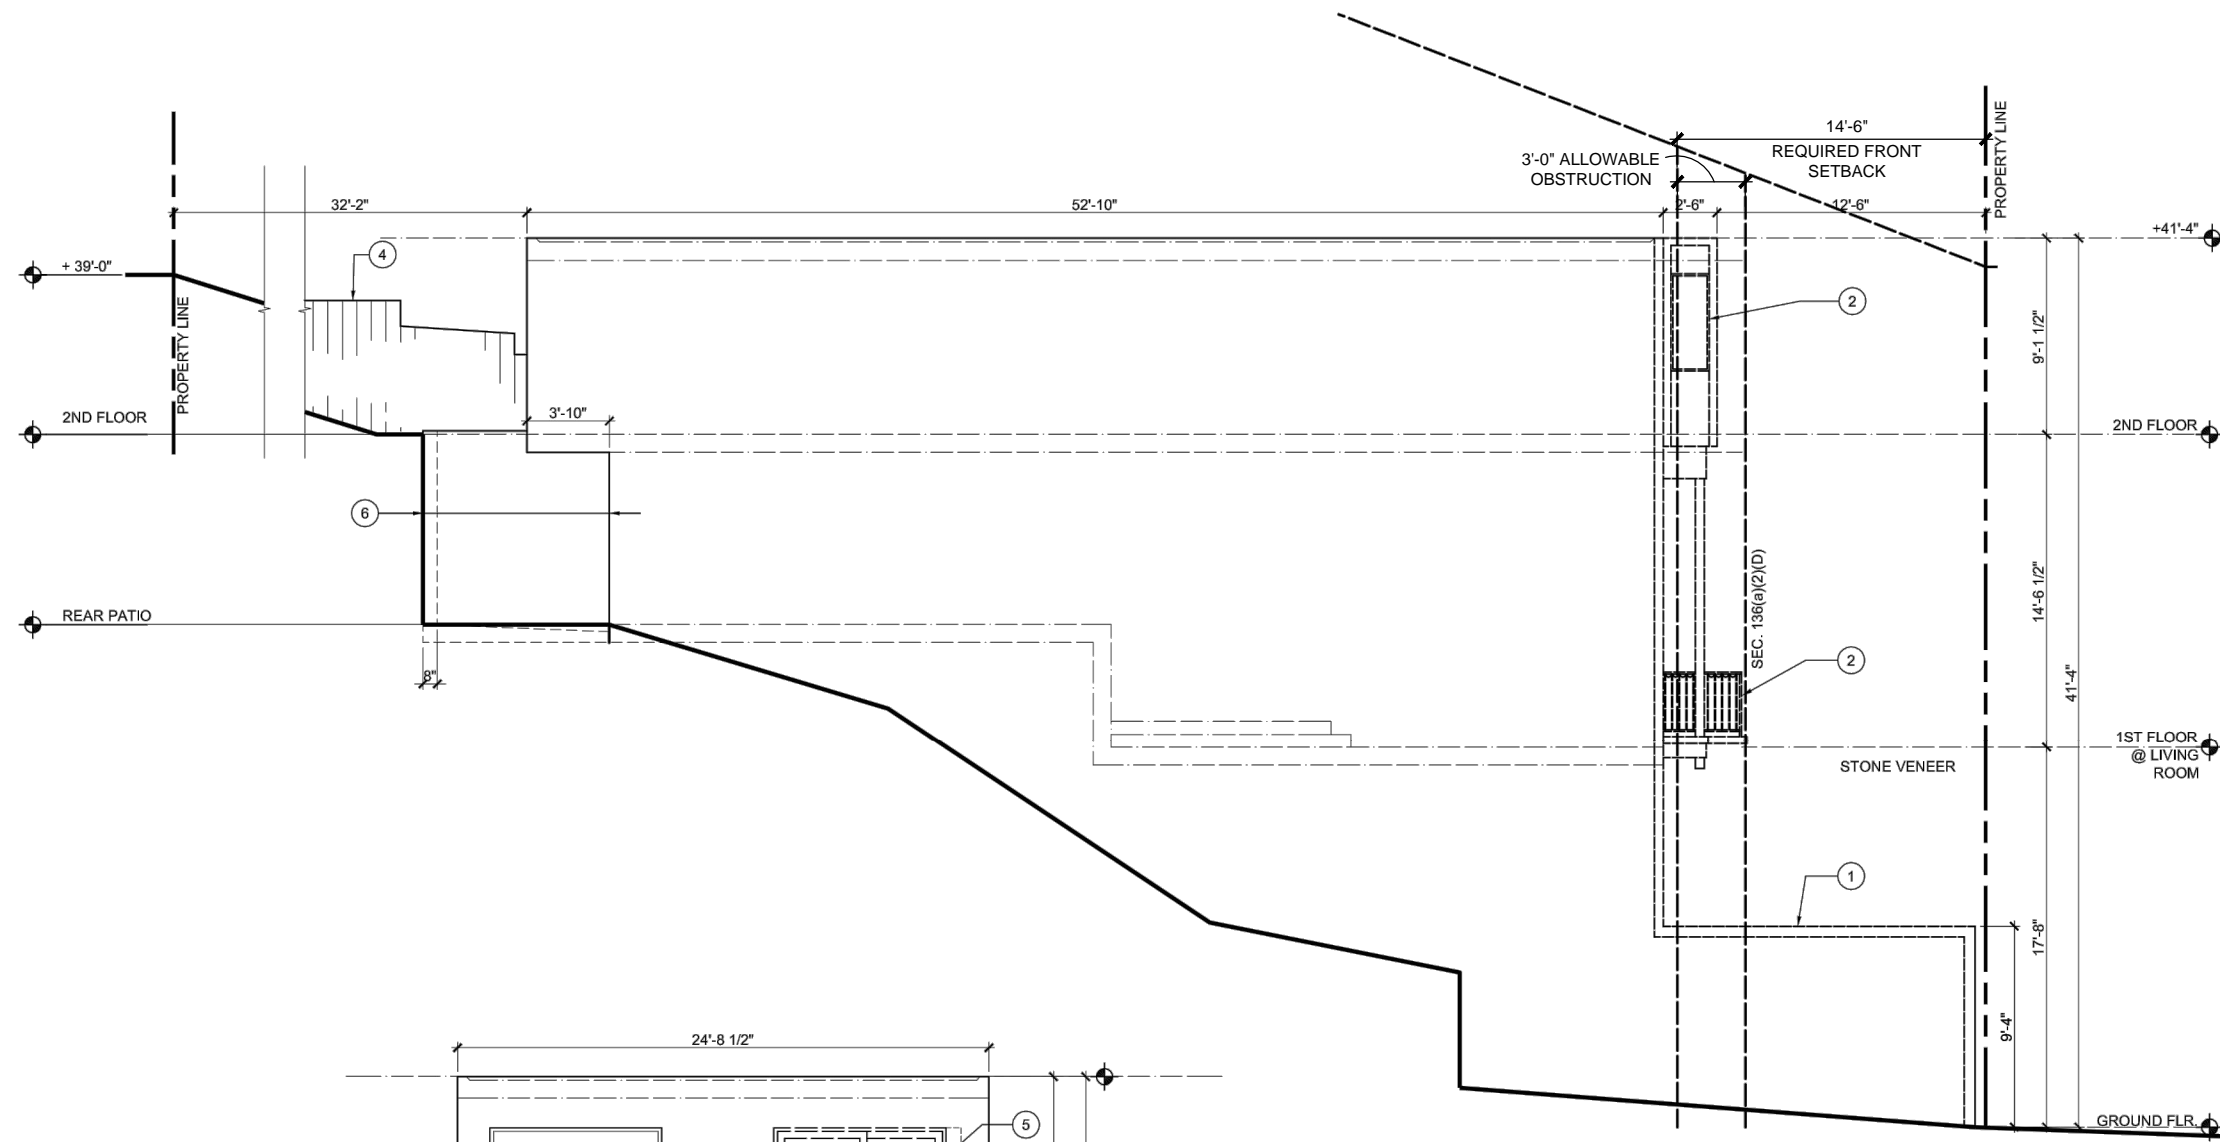 14'-6"
PROPERTY LINE
3'-0" ALLOWABLE
OBSTRUCTION
REQUIRED FRONT
SETBACK
32'-2"
52'-10"
2'-6"
12'-6"
+41'-4"
4
+ 39'-0"
2
PROPERTY LINE
9'-1 1/2"
2ND FLOOR
3'-10"
2ND FLOOR
6
SEC. 136(a)(2)(D)
14'-6 1/2"
REAR PATIO
8"
2
41'-4"
1ST FLOOR
@ LIVING
ROOM
STONE VENEER
1
17'-8"
9'-4"
24'-8 1/2"
5
GROUND FLR.